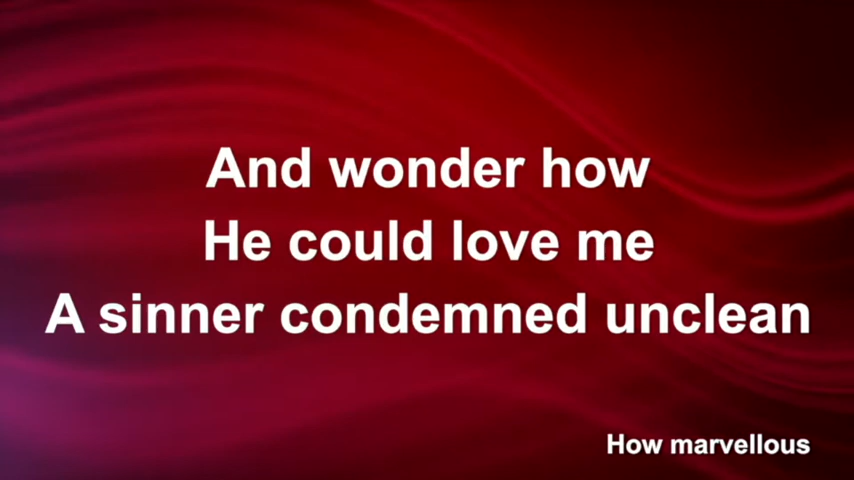 And wonder how
He could love me
A sinner condemned unclean
How marvellous